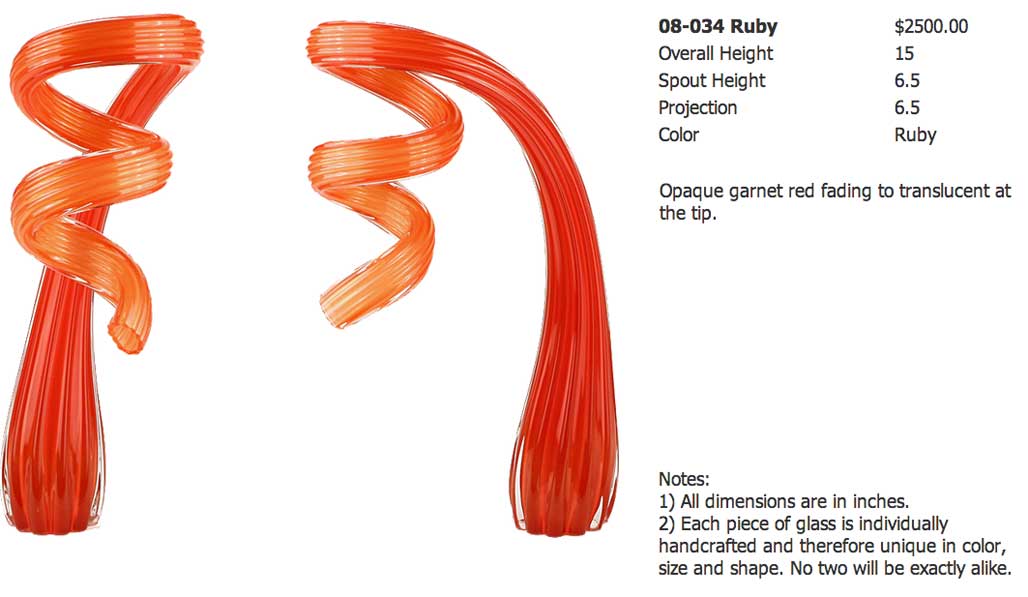 08-034 Ruby $2500.00
Overall Height 15
Spout Height 6.5
Projection 6.5
Color Ruby
Opaque garnet red fading to translucent at
the tip.
Notes:
1) All dimensions are in inches.
2) Each piece of glass is individually
handcrafted and therefore unique in color,
size and shape. No two will be exactly alike.